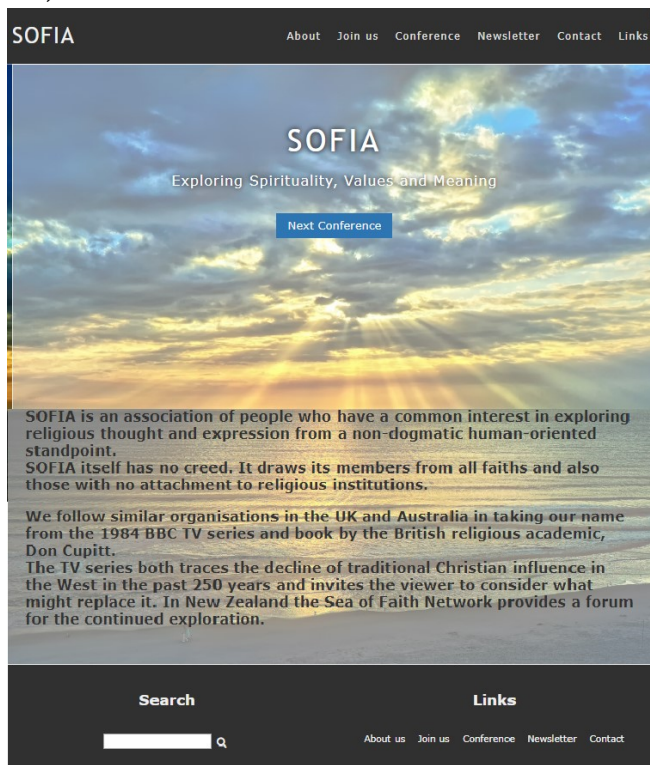 SOFIA
About Join us Conference Newsletter Contact Links
SOFIA
Exploring Spirituality, Values and Meaning
Next Conference
SOFIA is an association of people who have a common interest in exploring
religious thought and expression from a non-dogmatic human-oriented
standpoint.
SOFIA itself has no creed. It draws its members from all faiths and also
those with no attachment to religious institutions.
We follow similar organisations in the UK and Australia in taking our name
from the 1984 BBC TV series and book by the British religious academic,
Don Cupitt.
The TV series both traces the decline of traditional Christian influence in
the West in the past 250 years and invites the viewer to consider what
might replace it. In New Zealand the Sea of Faith Network provides a forum
for the continued exploration.
Search Links
About us Join us Conference Newsletter Contact